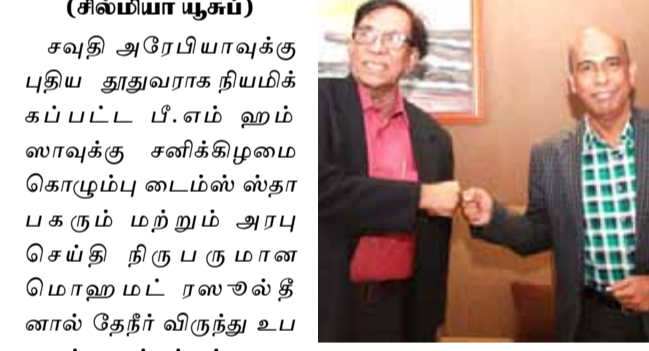 (சில்மியா யூசுப்)
சவுதி அரேபியாவுக்கு
புதிய தூதுவராக நியமிக்
கப்பட்ட பீ.எம் ஹம்
ஸாவுக்கு சனிக்கிழமை
கொழும்பு டைம்ஸ் ஸ்தா
பகரும் மற்றும் அரபு
செய்தி நிருபருமான
மொஹமட் ரஸூல்தீ
னால் தேநீர் விருந்து உப